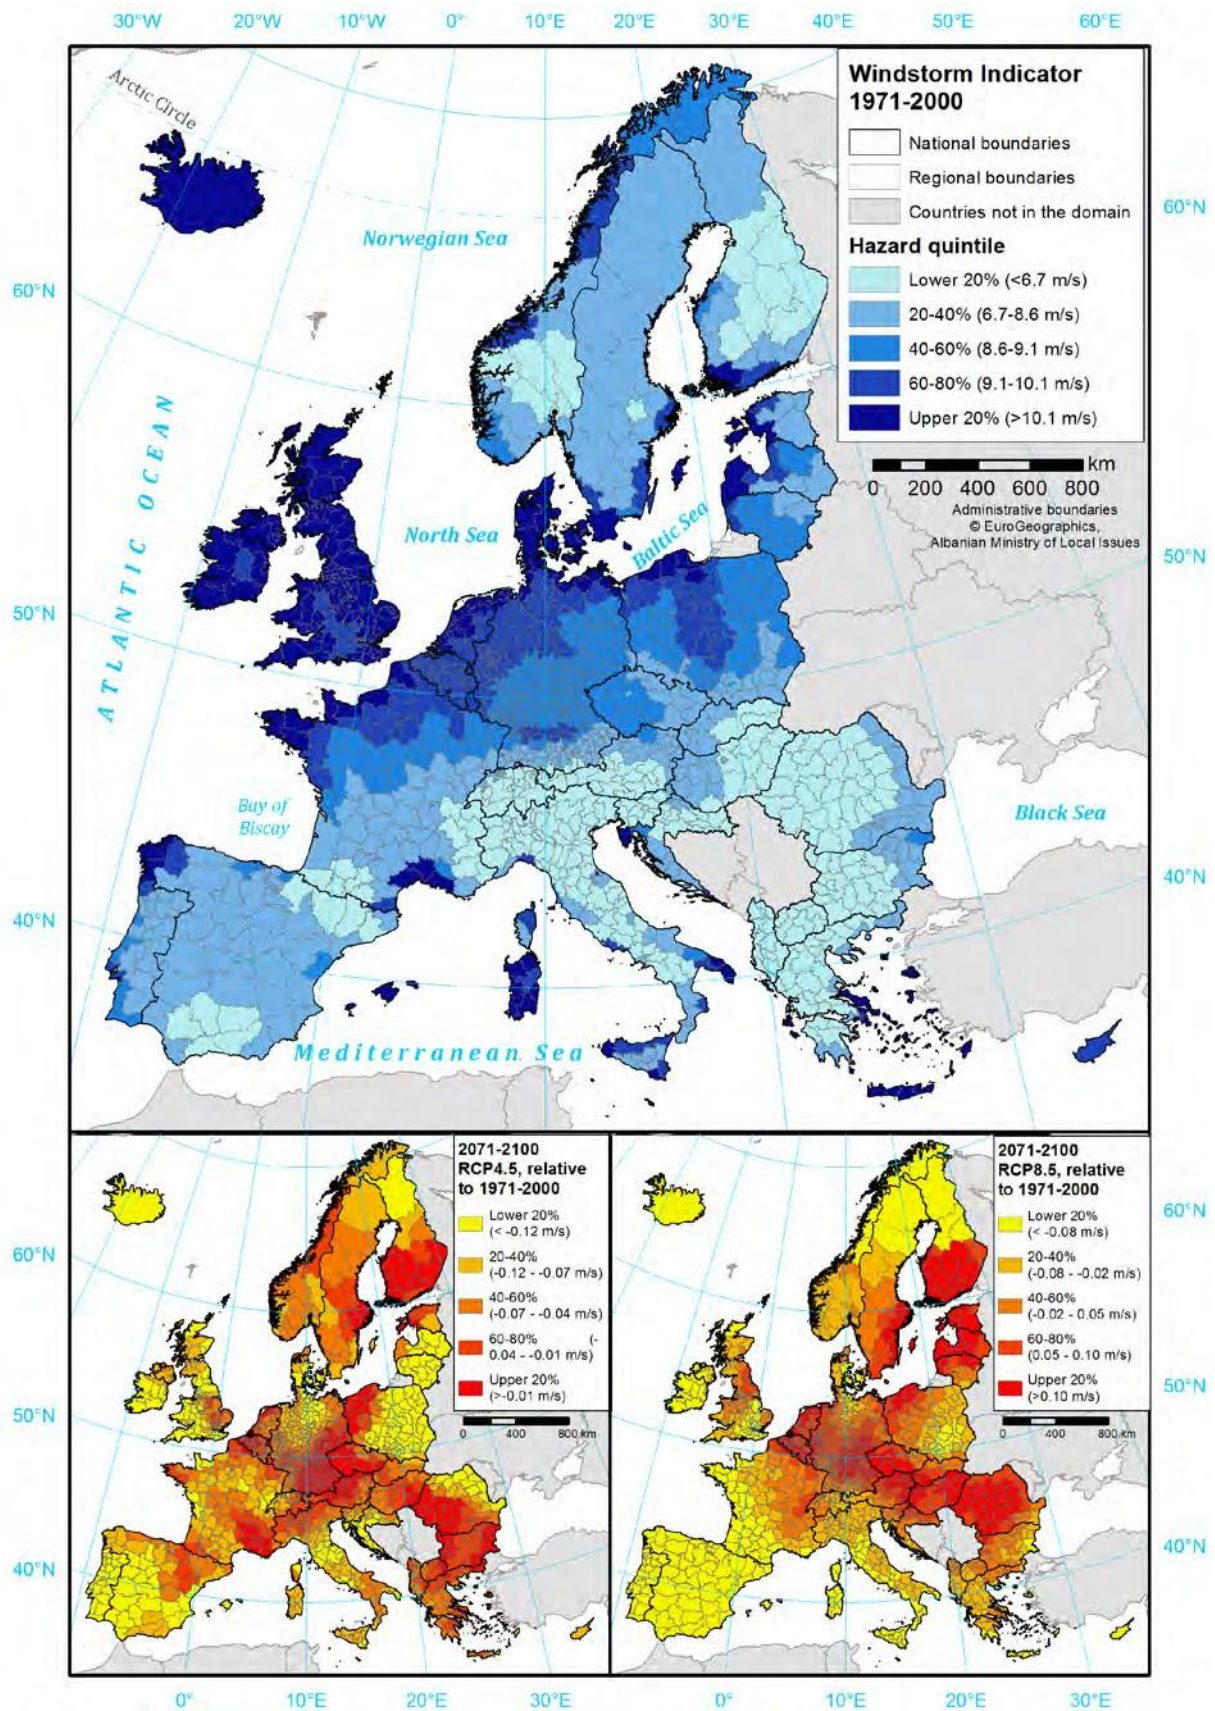 30°W 20°W 10°W 0° 10°E 20°E 30°E 40°E 50°E 60°E
Arctic Circle
Windstorm Indicator
1971-2000
National boundaries
Regional boundaries
Countries not in the domain
Hazard quintile
Lower 20% (<6.7 m/s)
20-40% (6.7-8.6 m/s)
40-60% (8.6-9.1 m/s)
60-80% (9.1-10.1 m/s)
Upper 20% (>10.1 m/s)
km
0 200 400 600 800
Administrative boundaries
© EuroGeographics,
Albanian Ministry of Local Issues
60°N
50°N
40°N
60°N
50°N
40°N
Norwegian Sea
ATLANTIC OCEAN
North Sea
Baltic Sea
Bay of
Biscay
Black Sea
Mediterranean Sea
2071-2100
RCP4.5, relative
to 1971-2000
Lower 20%
(< -0.12 m/s)
20-40%
(-0.12 - -0.07 m/s)
40-60%
(-0.07 - -0.04 m/s)
60-80% (-
0.04 - -0.01 m/s)
Upper 20%
(>-0.01 m/s)
0 400 800 km
2071-2100
RCP8.5, relative
to 1971-2000
Lower 20%
(< -0.08 m/s)
20-40%
(-0.08 - -0.02 m/s)
40-60%
(-0.02 - 0.05 m/s)
60-80%
(0.05 - 0.10 m/s)
Upper 20%
(>0.10 m/s)
0 400 800 km
60°N
50°N
40°N
60°N
50°N
40°N
0° 10°E 20°E 30°E 0° 10°E 20°E 30°E